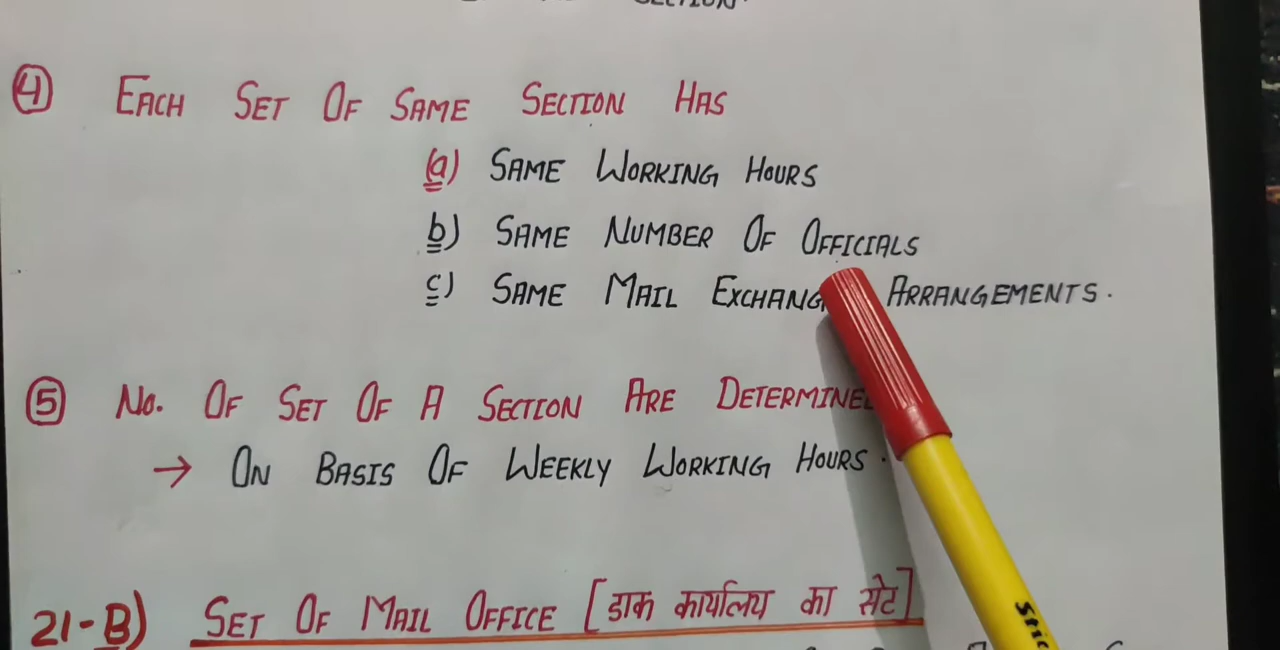 SECTION.
④ EACH SET OF SAME SECTION HAS
(a) SAME WORKING HOURS
b) SAME NUMBER OF OFFICIALS
c) SAME MAIL EXCHANG ARRANGEMENTS.
⑤ NO. OF SET OF A SECTION ARE DETERMINE
→ ON BASIS OF WEEKLY WORKING HOURS.
21-B) SET OF MAIL OFFICE [डाक कार्यालय का सेट]
Stic